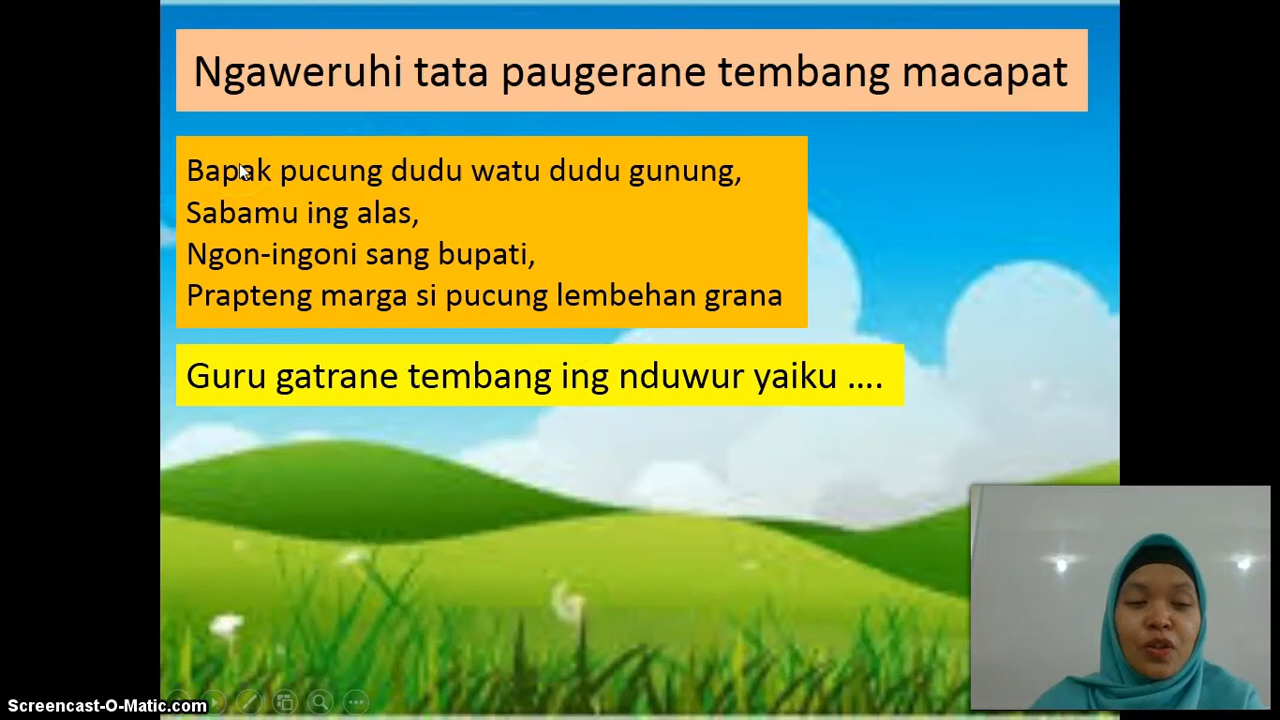 Ngaweruhi tata paugerane tembang macapat
Bapak pucung dudu watu dudu gunung,
Sabamu ing alas,
Ngon-ingoni sang bupati,
Prapteng marga si pucung lembehan grana
Guru gatrane tembang ing nduwur yaiku ....
Screencast-O-Matic.com